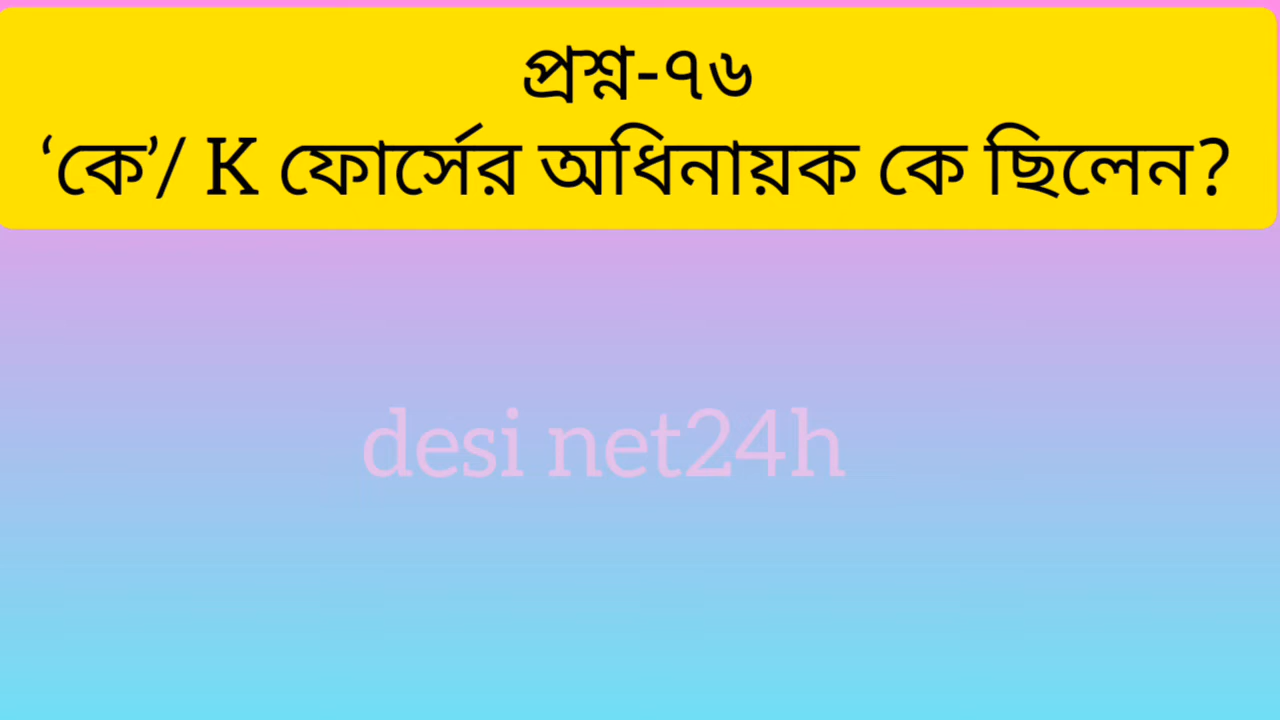 প্রশ্ন-৭৬
‘কে’/ K ফোর্সের অধিনায়ক কে ছিলেন?
desi net24h